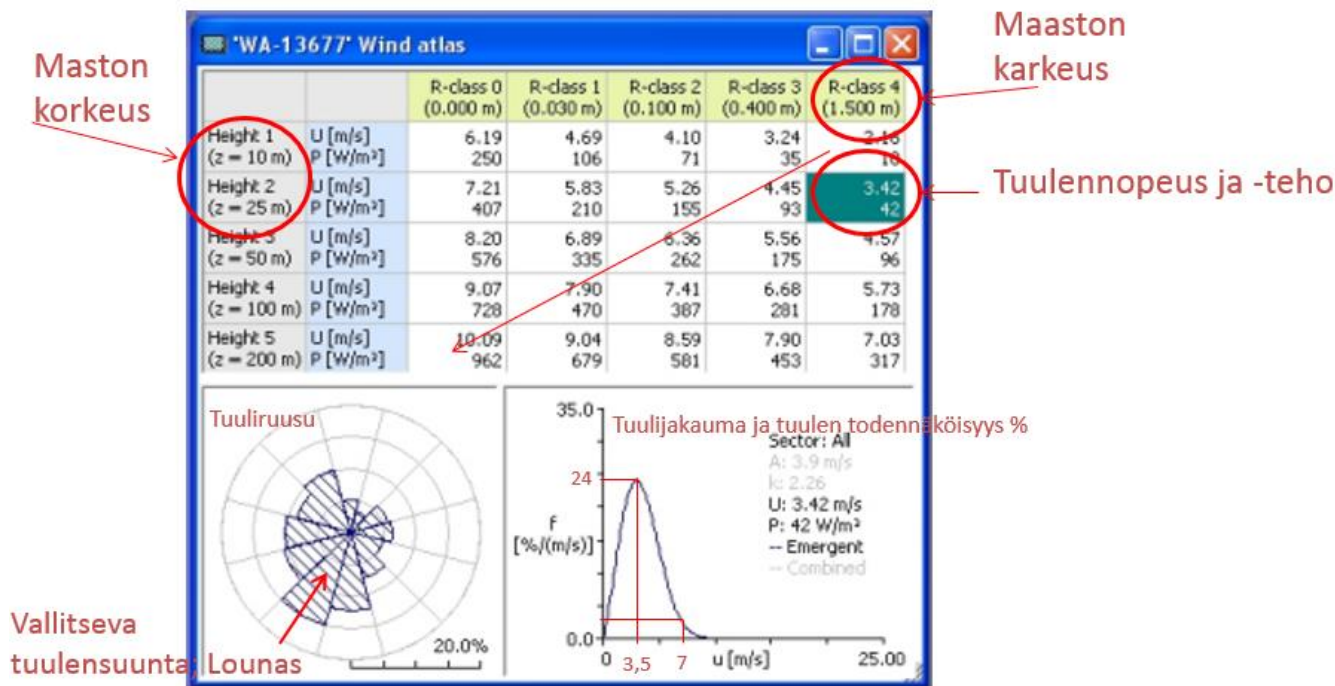 Maston
korkeus
'WA-13677' Wind atlas
Maaston
karkeus
R-class 0 R-class 1 R-class 2 R-class 3 R-class 4
(0.000 m) (0.030 m) (0.100 m) (0.400 m) (1.500 m)
Height 1 U [m/s] 6.19 4.69 4.10 3.24 2.16
(z = 10 m) P [W/m²] 250 106 71 35 10
Height 2 U [m/s] 7.21 5.83 5.26 4.45 3.42
(z = 25 m) P [W/m²] 407 210 155 93 42
Tuulennopeus ja -teho
Height 3 U [m/s] 8.20 6.89 6.36 5.56 4.57
(z = 50 m) P [W/m²] 576 335 262 175 96
Height 4 U [m/s] 9.07 7.90 7.41 6.68 5.73
(z = 100 m) P [W/m²] 728 470 387 281 178
Height 5 U [m/s] 10.09 9.04 8.59 7.90 7.03
(z = 200 m) P [W/m²] 962 679 581 453 317
Tuuliruusu
20.0%
Vallitseva
tuulensuunta; Lounas
35.0
Tuulijakauma ja tuulen todennäköisyys %
Sector: All
A: 3.9 m/s
k: 2.26
U: 3.42 m/s
P: 42 W/m²
-- Emergent
-- Combined
24
f
[%/(m/s)]
0.0
0 3,5 7 u [m/s] 25.00